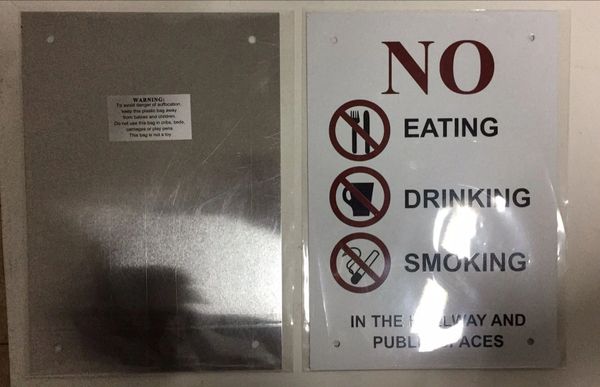 WARNING:
To avoid danger of suffocation,
keep this plastic bag away
from babies and children.
Do not use this bag in cribs, beds,
carriages or play pens.
This bag is not a toy
NO
EATING
DRINKING
SMOKING
IN THE AND